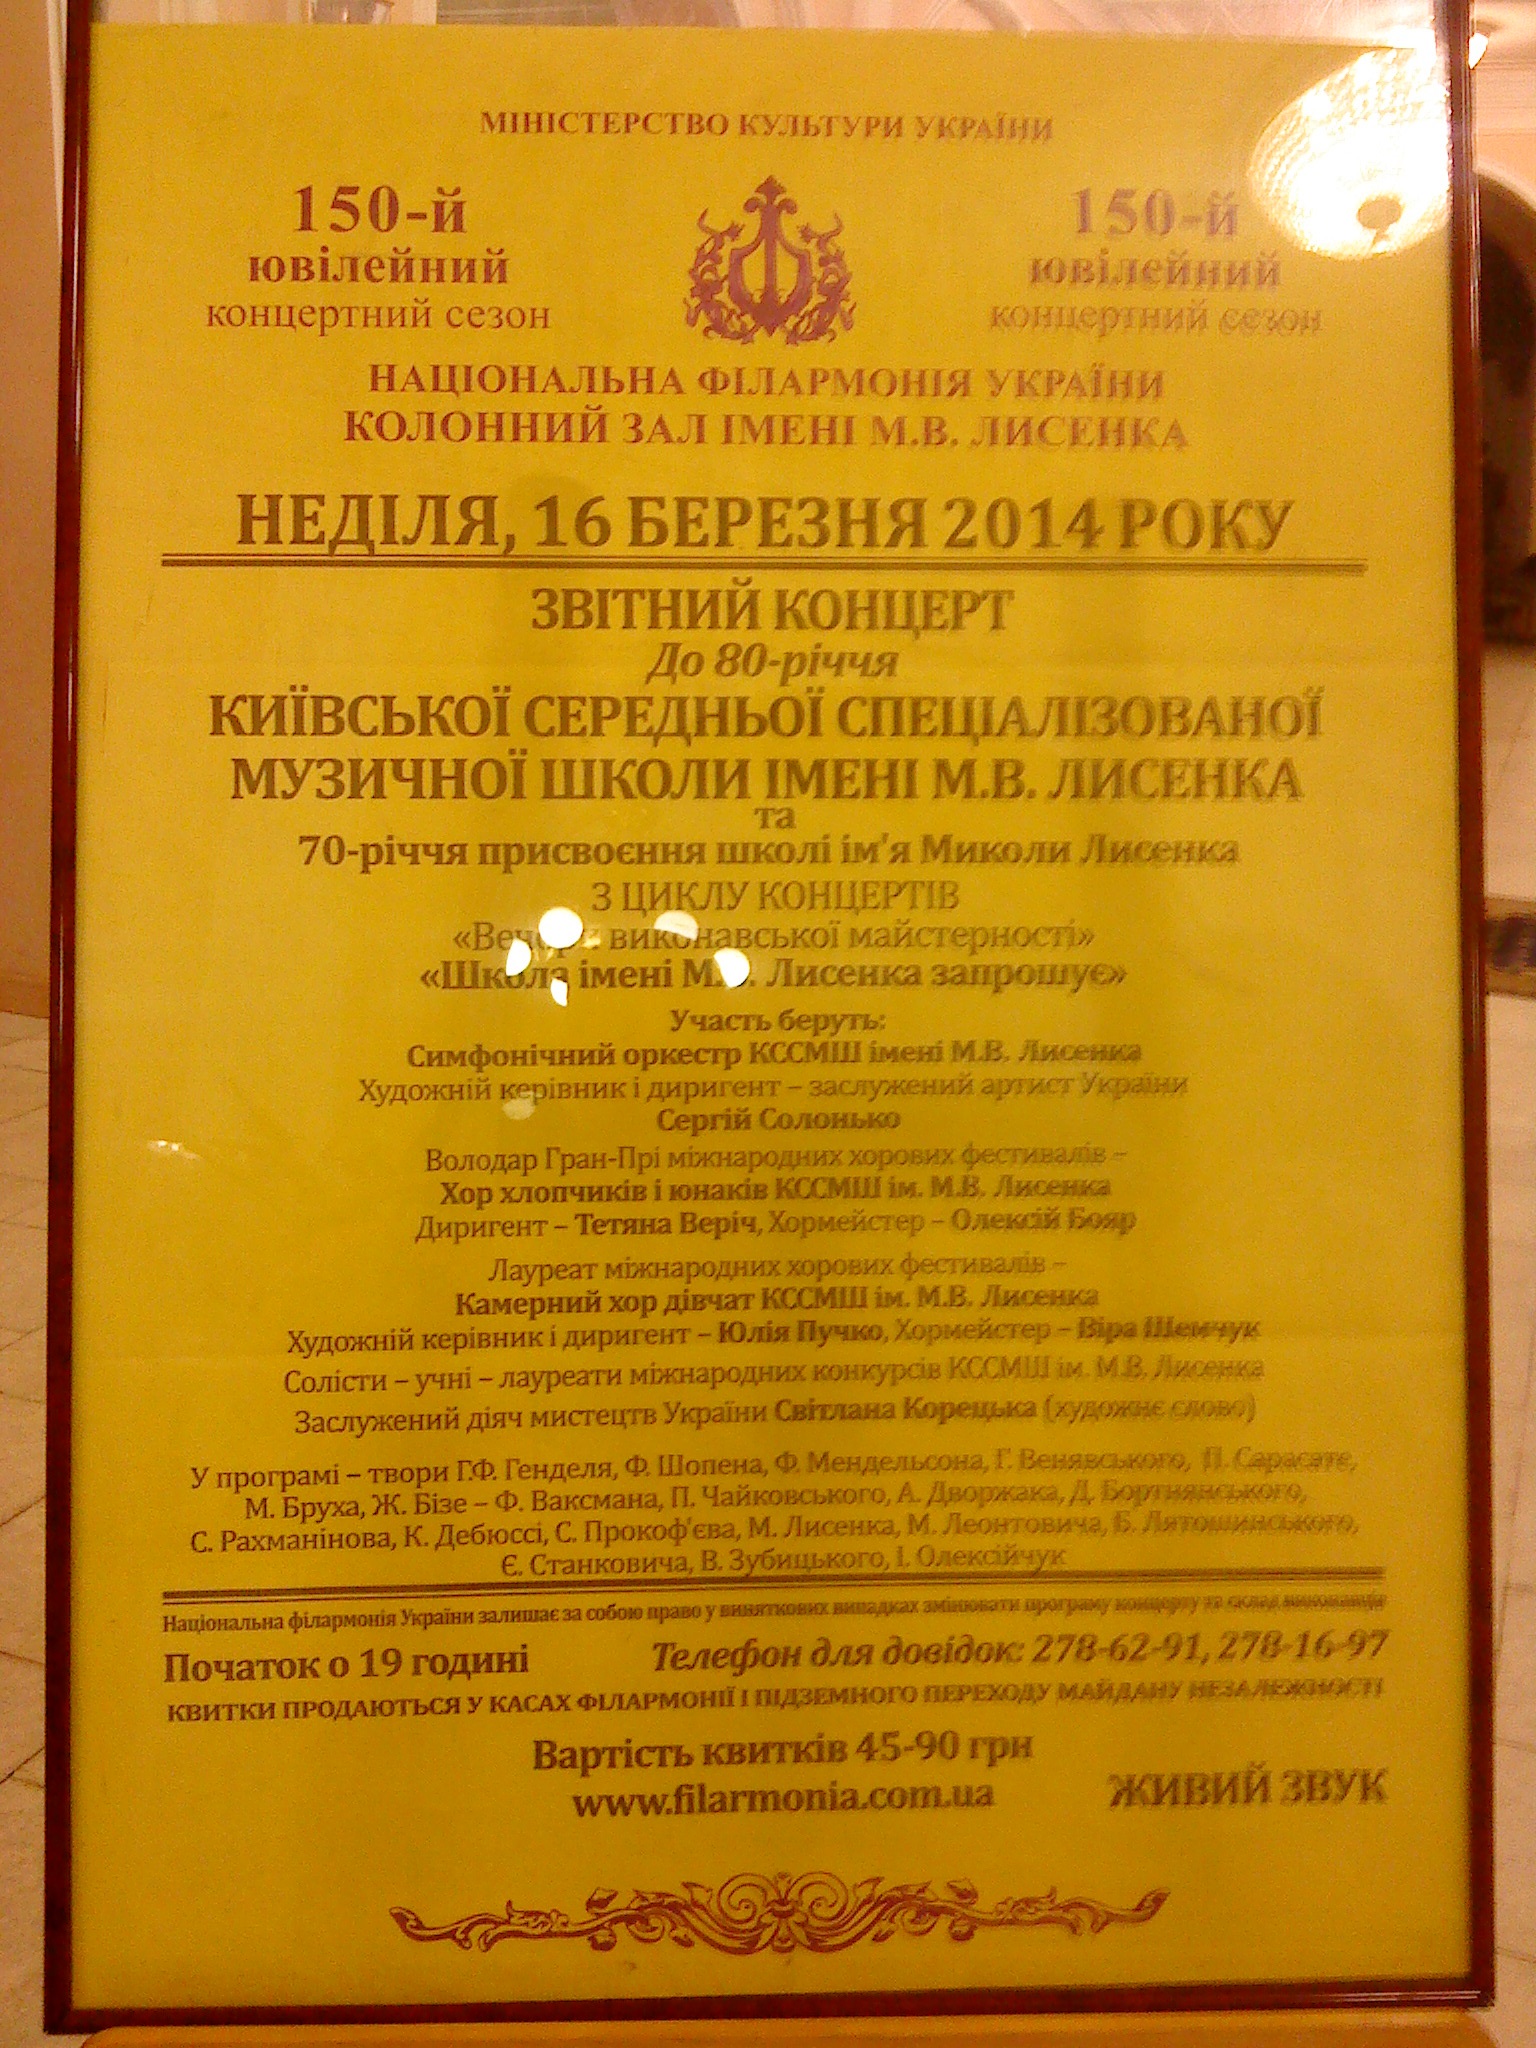 МІНІСТЕРСТВО КУЛЬТУРИ УКРАЇНИ
150-й
ювілейний
концертний сезон
150-й
ювілейний
концертний сезон
НАЦІОНАЛЬНА ФІЛАРМОНІЯ УКРАЇНИ
КОЛОННИЙ ЗАЛ ІМЕНІ М.В. ЛИСЕНКА
НЕДІЛЯ, 16 БЕРЕЗНЯ 2014 РОКУ
ЗВІТНИЙ КОНЦЕРТ
До 80-річчя
КИЇВСЬКОЇ СЕРЕДНЬОЇ СПЕЦІАЛІЗОВАНОЇ
МУЗИЧНОЇ ШКОЛИ ІМЕНІ М.В. ЛИСЕНКА
та
70-річчя присвоєння школі ім'я Миколи Лисенка
З ЦИКЛУ КОНЦЕРТІВ
«Вечори виконавської майстерності»
«Школа імені М.В. Лисенка запрошує»
Участь беруть:
Симфонічний оркестр КССМШ імені М.В. Лисенка
Художній керівник і диригент – заслужений артист України
Сергій Солонько
Володар Гран-Прі міжнародних хорових фестивалів –
Хор хлопчиків і юнаків КССМШ ім. М.В. Лисенка
Диригент – Тетяна Веріч, Хормейстер – Олексій Бояр
Лауреат міжнародних хорових фестивалів –
Камерний хор дівчат КССМШ ім. М.В. Лисенка
Художній керівник і диригент – Юлія Пучко, Хормейстер – Віра Шемчук
Солісти – учні – лауреати міжнародних конкурсів КССМШ ім. М.В. Лисенка
Заслужений діяч мистецтв України Світлана Корецька (художнє слово)
У програмі – твори Г.Ф. Генделя, Ф. Шопена, Ф. Мендельсона, Г. Венявського, П. Сарасате,
М. Бруха, Ж. Бізе – Ф. Ваксмана, П. Чайковського, А. Дворжака, Д. Бортнянського,
С. Рахманінова, К. Дебюссі, С. Прокоф'єва, М. Лисенка, М. Леонтовича, Б. Лятошинського,
Є. Станковича, В. Зубицького, І. Олексійчук
Національна філармонія України залишає за собою право у виняткових випадках змінювати програму концерту та склад виконавців
Початок о 19 годині
Телефон для довідок: 278-62-91, 278-16-97
КВИТКИ ПРОДАЮТЬСЯ У КАСАХ ФІЛАРМОНІЇ І ПІДЗЕМНОГО ПЕРЕХОДУ МАЙДАНУ НЕЗАЛЕЖНОСТІ
Вартість квитків 45-90 грн
www.filarmonia.com.ua
ЖИВИЙ ЗВУК